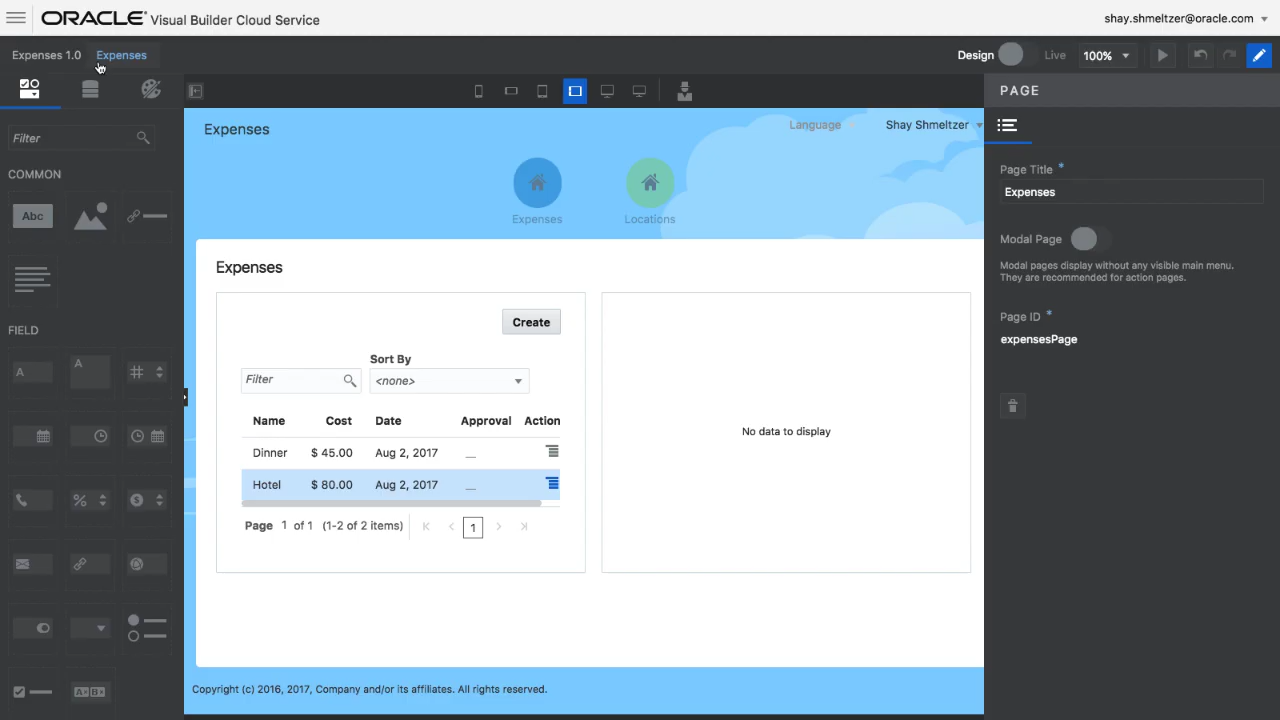 ORACLE Visual Builder Cloud Service
shay.shmeltzer@oracle.com
Expenses 1.0 Expenses
Design Live 100%
PAGE
Filter
COMMON
Abc
FIELD
A A #
%
$
A B
Expenses
Language Shay Shmeltzer
Expenses Locations
Expenses
Create
Sort By
Filter <none>
Name Cost Date Approval Action
Dinner $ 45.00 Aug 2, 2017 __
Hotel $ 80.00 Aug 2, 2017 __
Page 1 of 1 (1-2 of 2 items) 1
No data to display
Copyright (c) 2016, 2017, Company and/or its affiliates. All rights reserved.
Page Title *
Expenses
Modal Page
Modal pages display without any visible main menu.
They are recommended for action pages.
Page ID *
expensesPage